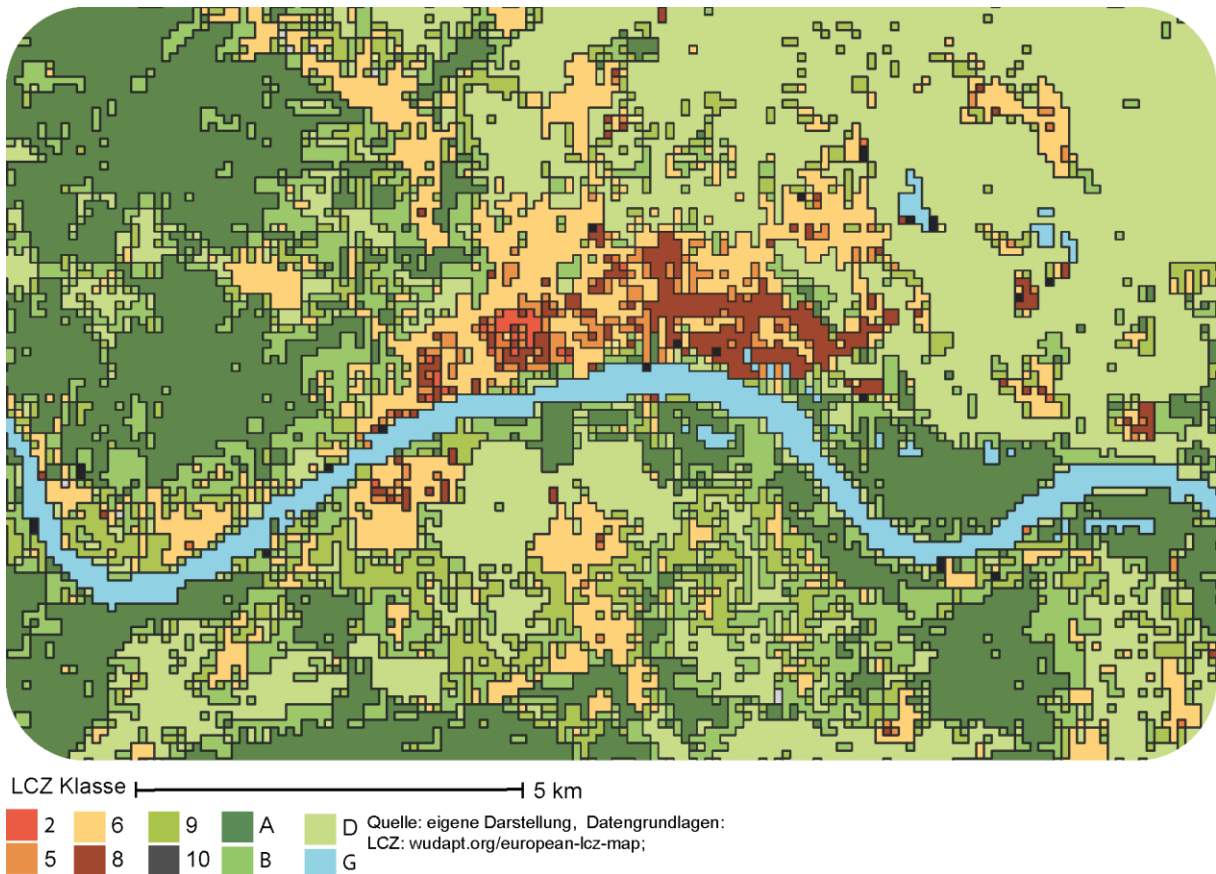 LCZ Klasse 5 km
2 6 9 A D Quelle: eigene Darstellung, Datengrundlagen:
LCZ: wudapt.org/european-lcz-map;
5 8 10 B G